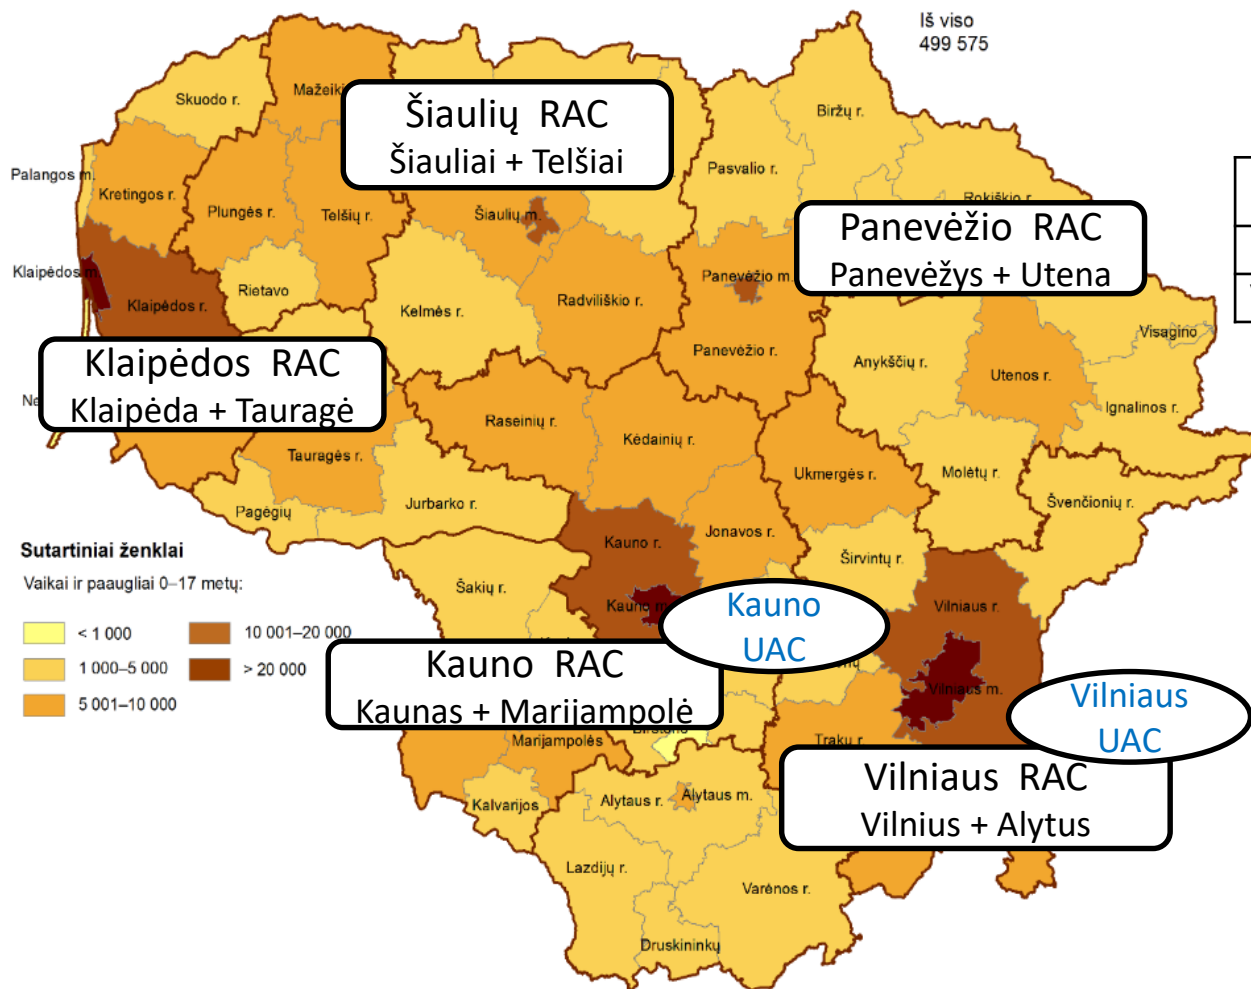 Iš viso
499 575
Skuodo r.
Šiaulių RAC
Šiauliai + Telšiai
Biržų r.
Pasvalio r.
Rokiškio r.
Palangos m.
Kretingos r.
Plungės r.
Telšių r.
Šiaulių m.
Panevėžio RAC
Panevėžys + Utena
Klaipėdos m.
Klaipėdos r.
Rietavo
Kelmės r.
Radviliškio r.
Panevėžio m.
Panevėžio r.
Anykščių r.
Utenos r.
Visagino
Ignalinos r.
Klaipėdos RAC
Klaipėda + Tauragė
Raseinių r.
Kėdainių r.
Ukmergės r.
Molėtų r.
Švenčionių r.
Tauragės r.
Pagėgių
Jurbarko r.
Jonavos r.
Širvintų r.
Kauno r.
Šakių r.
Kauno m.
Kauno
UAC
Vilniaus r.
Vilniaus m.
Vilniaus
UAC
Sutartiniai ženklai
Vaikai ir paaugliai 0–17 metų:
< 1 000
1 000–5 000
5 001–10 000
10 001–20 000
> 20 000
Kauno RAC
Kaunas + Marijampolė
Marijampolės
Birštono
Trakų r.
Vilniaus RAC
Vilnius + Alytus
Kalvarijos
Alytaus r.
Alytaus m.
Lazdijų r.
Varėnos r.
Druskininkų